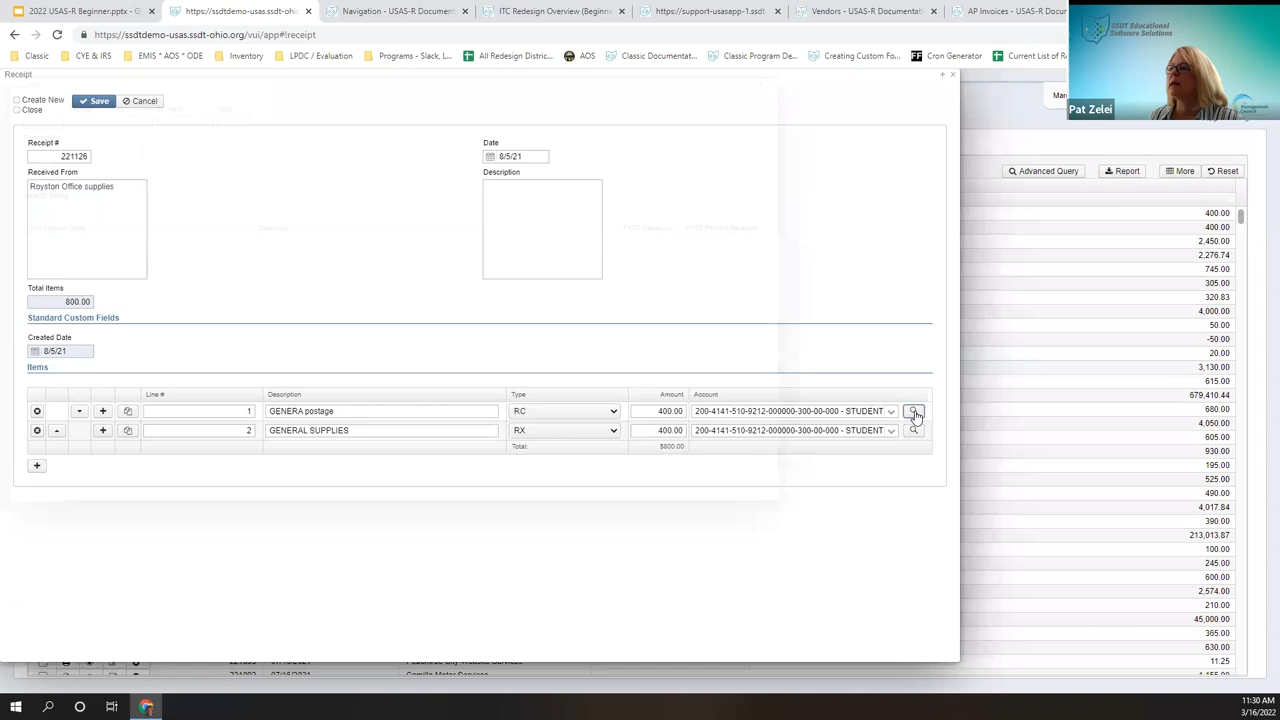 2022 USAS-R Beginner.pptx - G
https://ssdtdemo-usas.ssdt-ohio
Navigation - USAS-R Document
ITC Redesign Overview (Beginner
https://support-usasapp-1.ssdt
Vendors - USAS-R Documentati
AP Invoices - USAS-R Docum
https://ssdtdemo-usas.ssdt-ohio.org/vui/app#!receipt
Classic
CYE & IRS
EMIS * ASOC * ODE
Inventory
LPDC / Evaluation
Programs - Slack, L...
All Redesign Distric...
AOS
Classic Documentat...
Classic Program De...
Creating Custom Fo...
Cron Generator
Current List of R
SSDT Educational
Software Solutions
Management
Council
Pat Zelei
Receipt
Create New
Close
Save
Cancel
Mar
Receipt #
221126
Date
8/5/21
Received From
Royston Office supplies
Description
Total Items
800.00
Standard Custom Fields
Created Date
8/5/21
Items
Line # Description Type Amount Account
1 GENERA postage RC 400.00 200-4141-510-9212-000000-300-00-000 - STUDENT
2 GENERAL SUPPLIES RX 400.00 200-4141-510-9212-000000-300-00-000 - STUDENT
Total: $800.00
Advanced Query
Report
More
Reset
400.00
400.00
2,450.00
2,276.74
745.00
305.00
320.83
4,000.00
50.00
-50.00
20.00
3,130.00
615.00
679,410.44
680.00
4,050.00
605.00
930.00
195.00
525.00
490.00
4,017.84
390.00
213,013.87
100.00
245.00
600.00
2,574.00
210.00
45,000.00
365.00
630.00
11.25
11:30 AM
3/16/2022